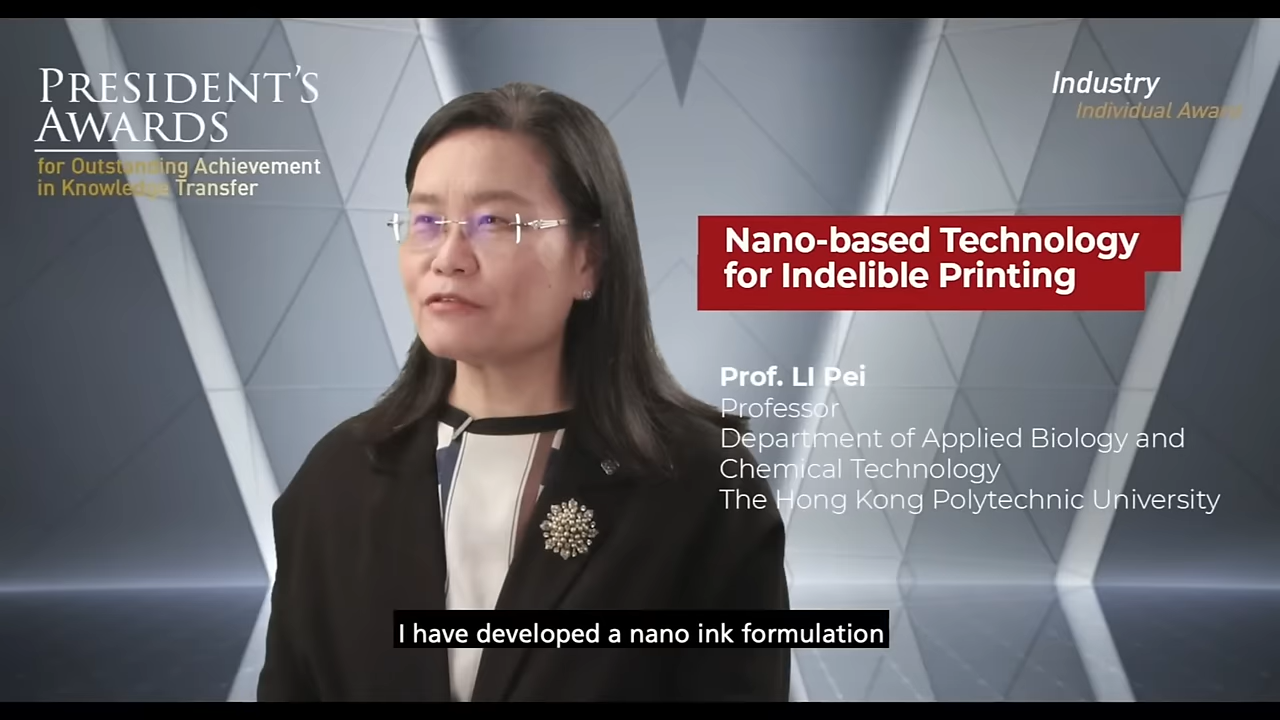 PRESIDENT'S
AWARDS
for Outstanding Achievement
in Knowledge Transfer
Industry
Individual Award
Nano-based Technology
for Indelible Printing
Prof. LI Pei
Professor
Department of Applied Biology and
Chemical Technology
The Hong Kong Polytechnic University
I have developed a nano ink formulation